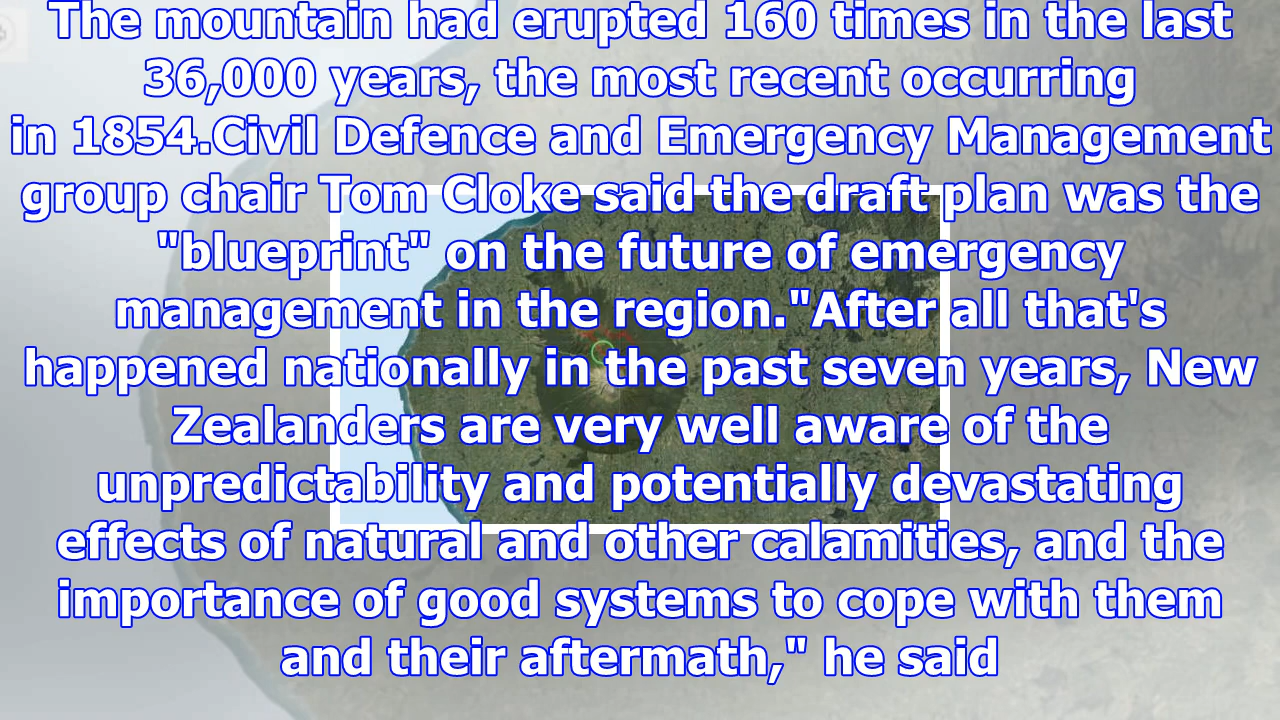 The mountain had erupted 160 times in the last
36,000 years, the most recent occurring
in 1854.Civil Defence and Emergency Management
group chair Tom Cloke said the draft plan was the
"blueprint" on the future of emergency
management in the region."After all that's
happened nationally in the past seven years, New
Zealanders are very well aware of the
unpredictability and potentially devastating
effects of natural and other calamities, and the
importance of good systems to cope with them
and their aftermath," he said